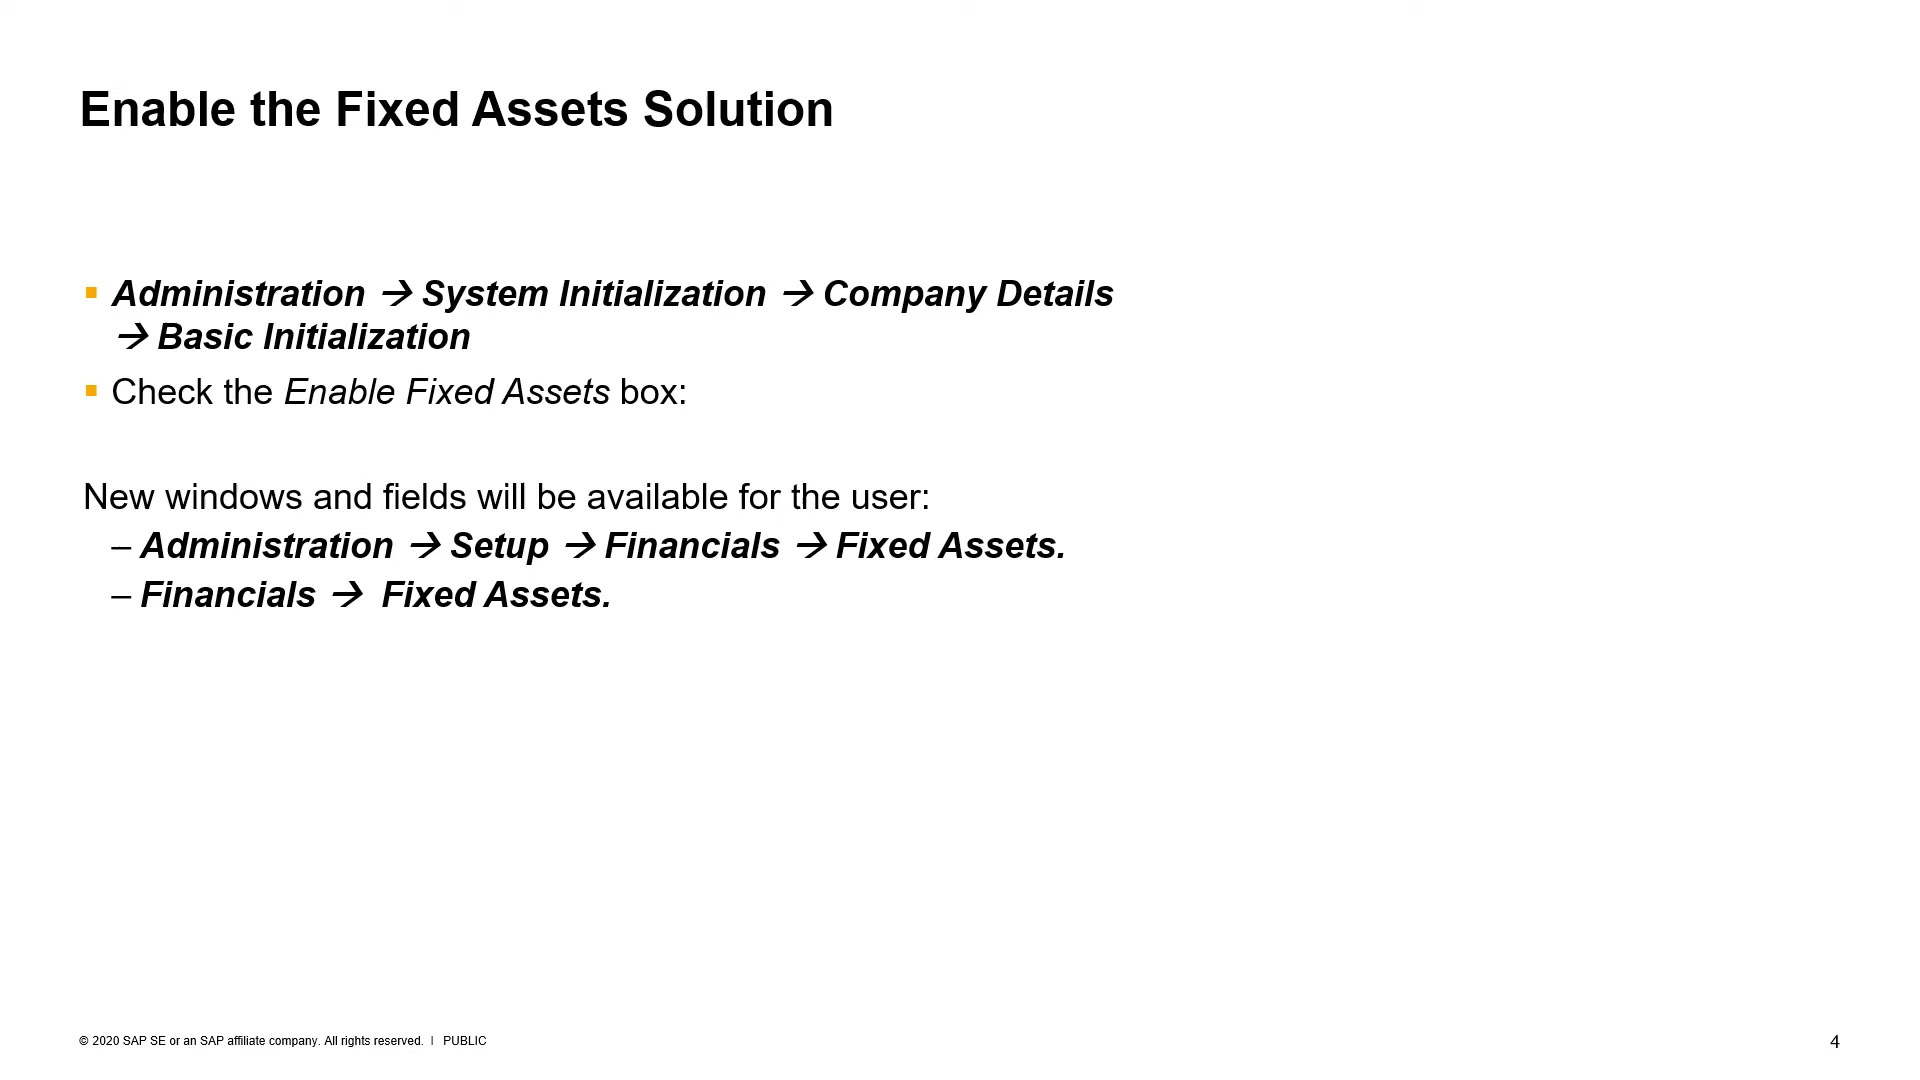 Enable the Fixed Assets Solution
▪ Administration → System Initialization → Company Details
→ Basic Initialization
▪ Check the Enable Fixed Assets box:
New windows and fields will be available for the user:
– Administration → Setup → Financials → Fixed Assets.
– Financials → Fixed Assets.
© 2020 SAP SE or an SAP affiliate company. All rights reserved. ǀ PUBLIC
4